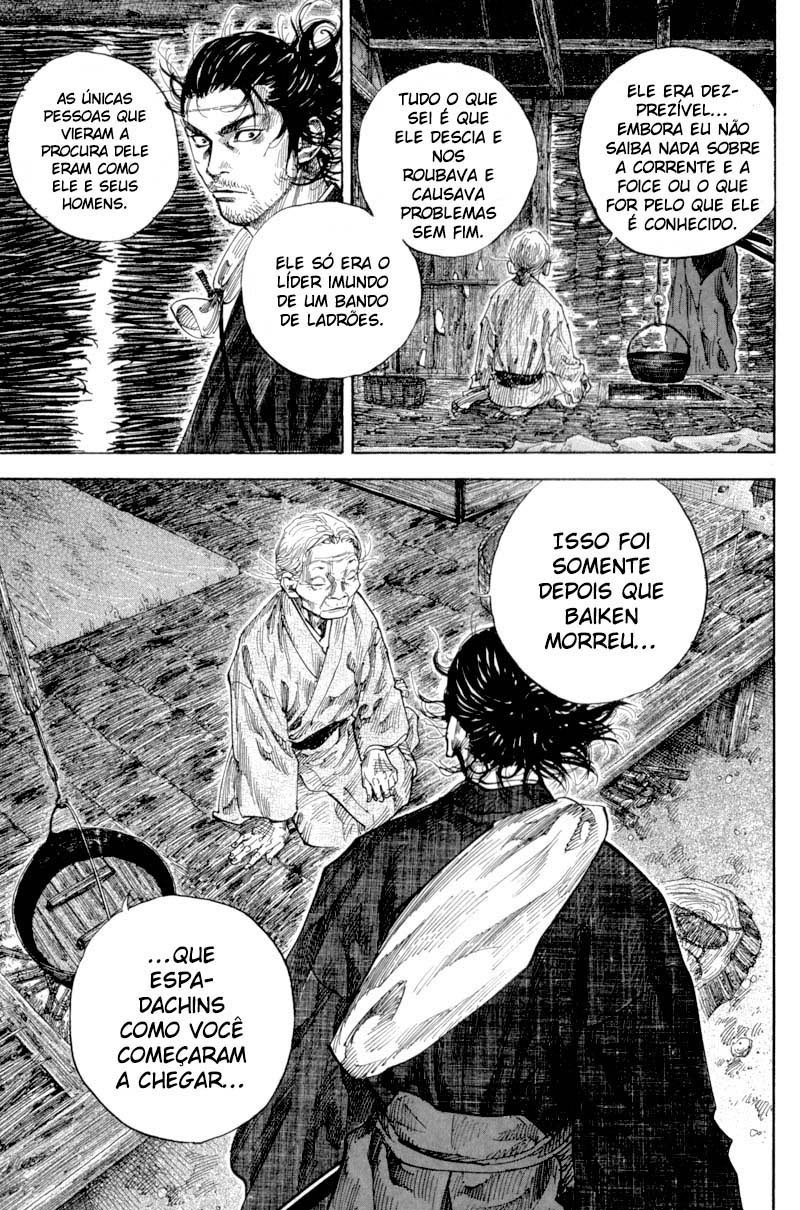 ELE ERA DEZ-
PREZÍVEL...
EMBORA EU NÃO
SAIBA NADA SOBRE
A CORRENTE E A
FOICE OU O QUE
FOR PELO QUE ELE
É CONHECIDO.
TUDO O QUE
SEI É QUE
ELE DESCIA E
NOS
ROUBAVA E
CAUSAVA
PROBLEMAS
SEM FIM.
ELE SÓ ERA O
LÍDER IMUNDO
DE UM BANDO
DE LADRÕES.
AS ÚNICAS
PESSOAS QUE
VIERAM A
PROCURA DELE
ERAM COMO
ELE E SEUS
HOMENS.
ISSO FOI
SOMENTE
DEPOIS QUE
BAIKEN
MORREU...
...QUE
ESPA-
DACHINS
COMO VOCÊ
COMEÇARAM
A CHEGAR...